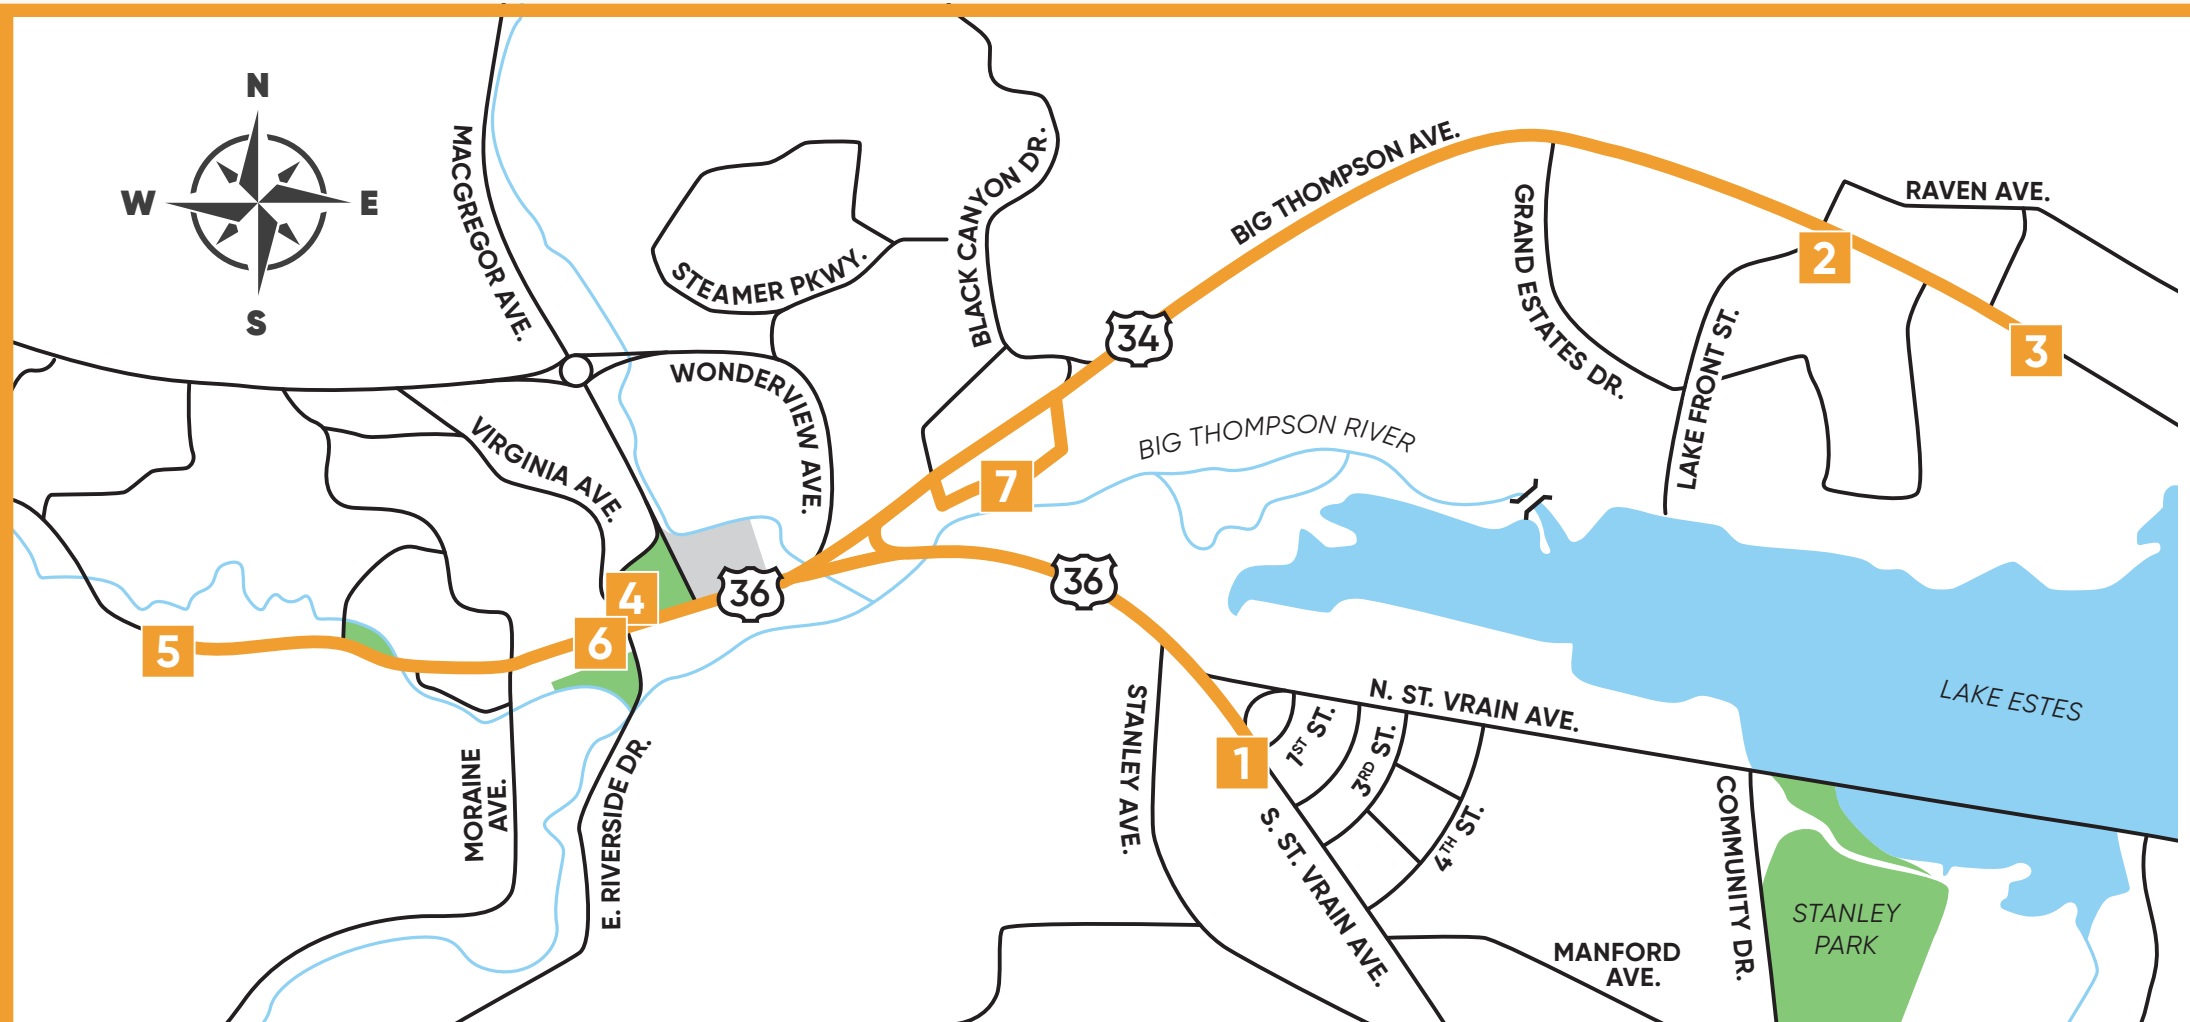 N
W
E
S
MACGREGOR AVE.
STEAMER PKWY.
BLACK CANYON DR.
BIG THOMPSON AVE.
GRAND ESTATES DR.
RAVEN AVE.
2
3
LAKE FRONT ST.
34
WONDERVIEW AVE.
VIRGINIA AVE.
7
BIG THOMPSON RIVER
4
36
36
5
6
1
STANLEY AVE.
N. ST. VRAIN AVE.
1ST ST.
3RD ST.
4TH ST.
S. ST. VRAIN AVE.
LAKE ESTES
MORAINE
AVE.
E. RIVERSIDE DR.
COMMUNITY DR.
STANLEY
PARK
MANFORD
AVE.